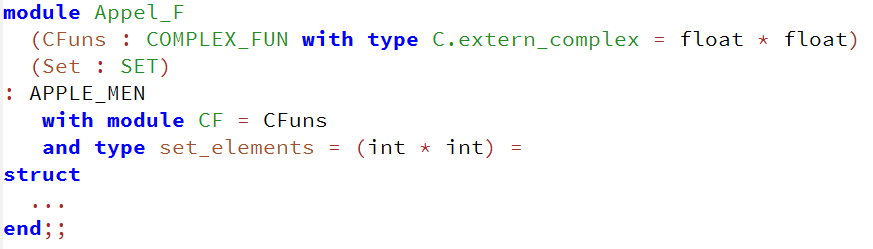 module Appel_F
(CFuns : COMPLEX_FUN with type C.extern_complex = float * float)
(Set : SET)
: APPLE_MEN
with module CF = CFuns
and type set_elements = (int * int) =
struct
...
end;;